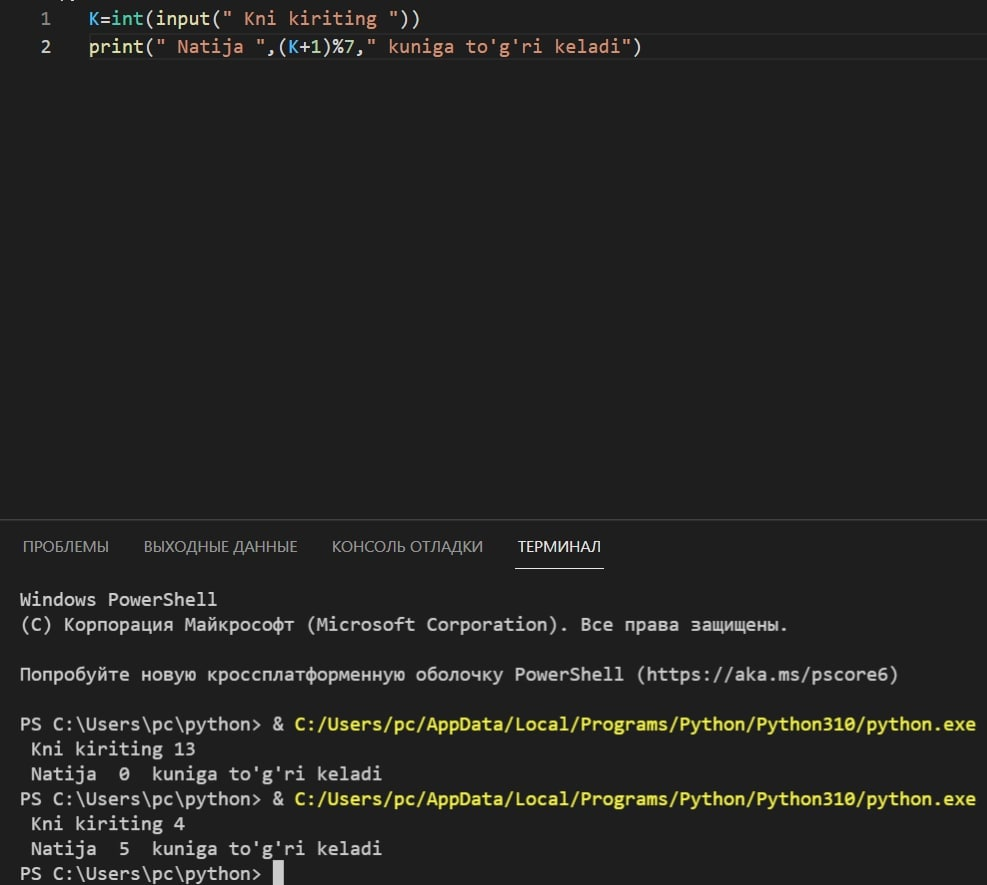 1 K=int(input(" Kni kiriting "))
2 print(" Natija ",(K+1)%7," kuniga to'g'ri keladi")
ПРОБЛЕМЫ ВЫХОДНЫЕ ДАННЫЕ КОНСОЛЬ ОТЛАДКИ ТЕРМИНАЛ
Windows PowerShell
(C) Корпорация Майкрософт (Microsoft Corporation). Все права защищены.
Попробуйте новую кроссплатформенную оболочку PowerShell (https://aka.ms/pscore6)
PS C:\Users\pc\python> & C:/Users/pc/AppData/Local/Programs/Python/Python310/python.exe
Kni kiriting 13
Natija  0  kuniga to'g'ri keladi
PS C:\Users\pc\python> & C:/Users/pc/AppData/Local/Programs/Python/Python310/python.exe
Kni kiriting 4
Natija  5  kuniga to'g'ri keladi
PS C:\Users\pc\python>